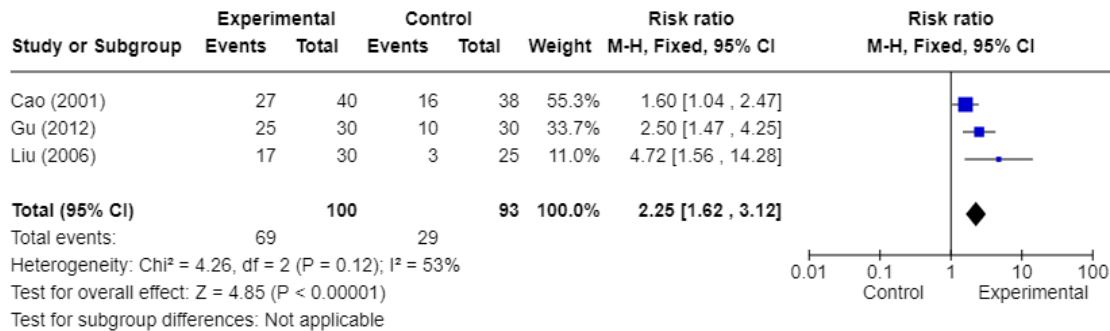 Experimental Control Risk ratio Risk ratio
Study or Subgroup Events Total Events Total Weight M-H, Fixed, 95% CI M-H, Fixed, 95% CI
Cao (2001) 27 40 16 38 55.3% 1.60 [1.04 , 2.47]
Gu (2012) 25 30 10 30 33.7% 2.50 [1.47 , 4.25]
Liu (2006) 17 30 3 25 11.0% 4.72 [1.56 , 14.28]
Total (95% CI) 100 93 100.0% 2.25 [1.62 , 3.12]
Total events: 69 29
Heterogeneity: Chi² = 4.26, df = 2 (P = 0.12); I² = 53%
0.01 0.1 1 10 100
Test for overall effect: Z = 4.85 (P < 0.00001)
Control Experimental
Test for subgroup differences: Not applicable